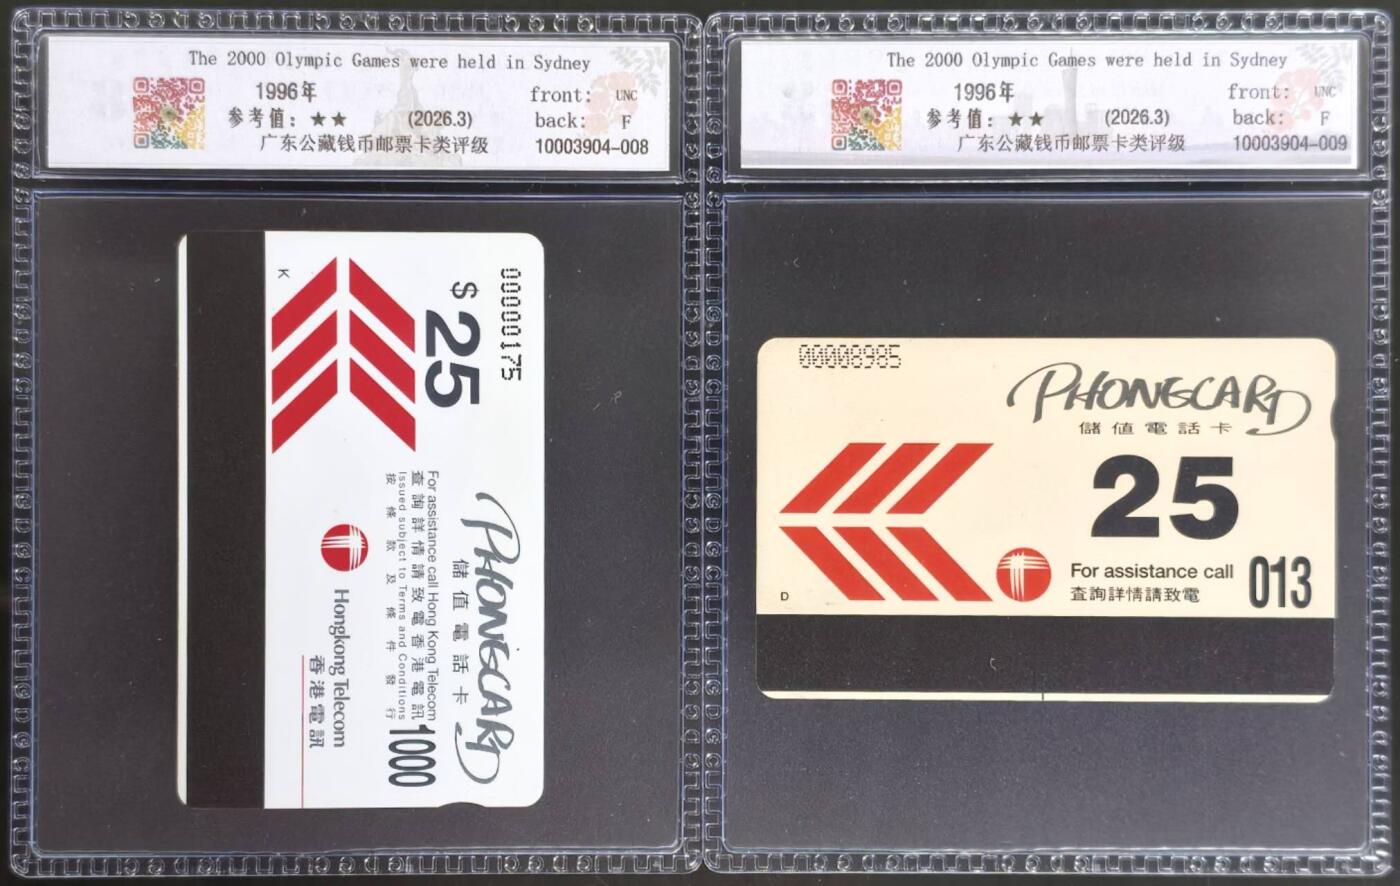 The 2000 Olympic Games were held in Sydney
1996年
front: UNC
参考值：★★ (2026.3)
back: F
广东公藏钱币邮票卡类评级
10003904-008
The 2000 Olympic Games were held in Sydney
1996年
front: UNC
参考值：★★ (2026.3)
back: F
广东公藏钱币邮票卡类评级
10003904-009
00000175
$25
K
PHONECARD
儲值電話卡
For assistance call Hong Kong Telecom
查詢詳情請致電香港電訊
Issued subject to Terms and Conditions
按條款及條件發行
1000
Hongkong Telecom
香港電訊
00008985
PHONECARD
儲值電話卡
25
For assistance call
查詢詳情請致電
013
D